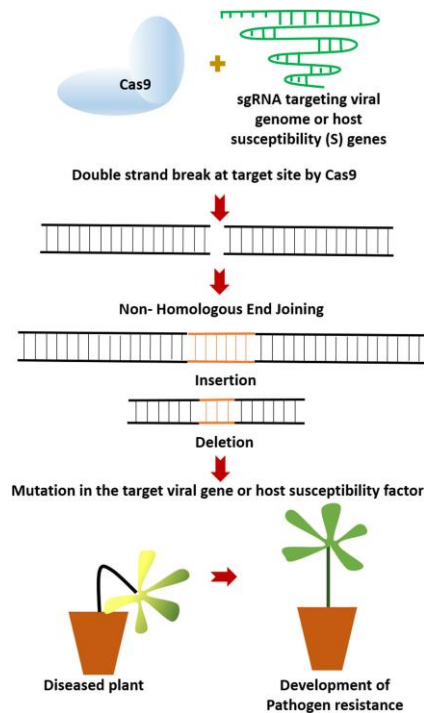 Cas9
sgRNA targeting viral
genome or host
susceptibility (S) genes
Double strand break at target site by Cas9
Non- Homologous End Joining
Insertion
Deletion
Mutation in the target viral gene or host susceptibility factor
Diseased plant
Development of
Pathogen resistance